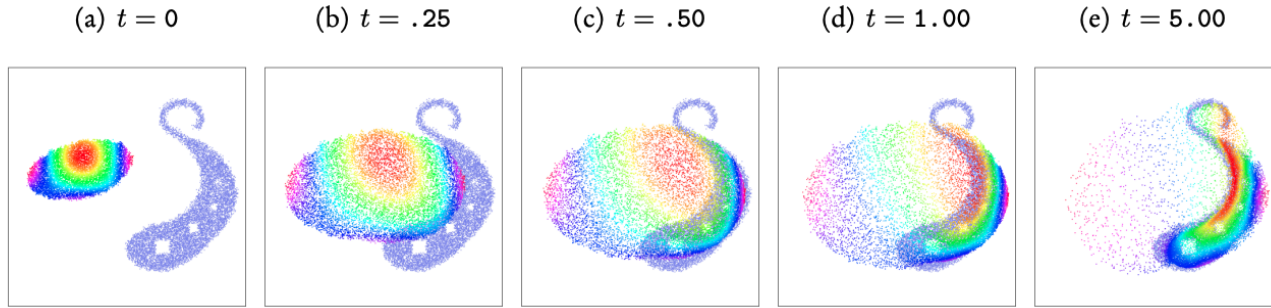 (a) t = 0 (b) t = .25 (c) t = .50 (d) t = 1.00 (e) t = 5.00